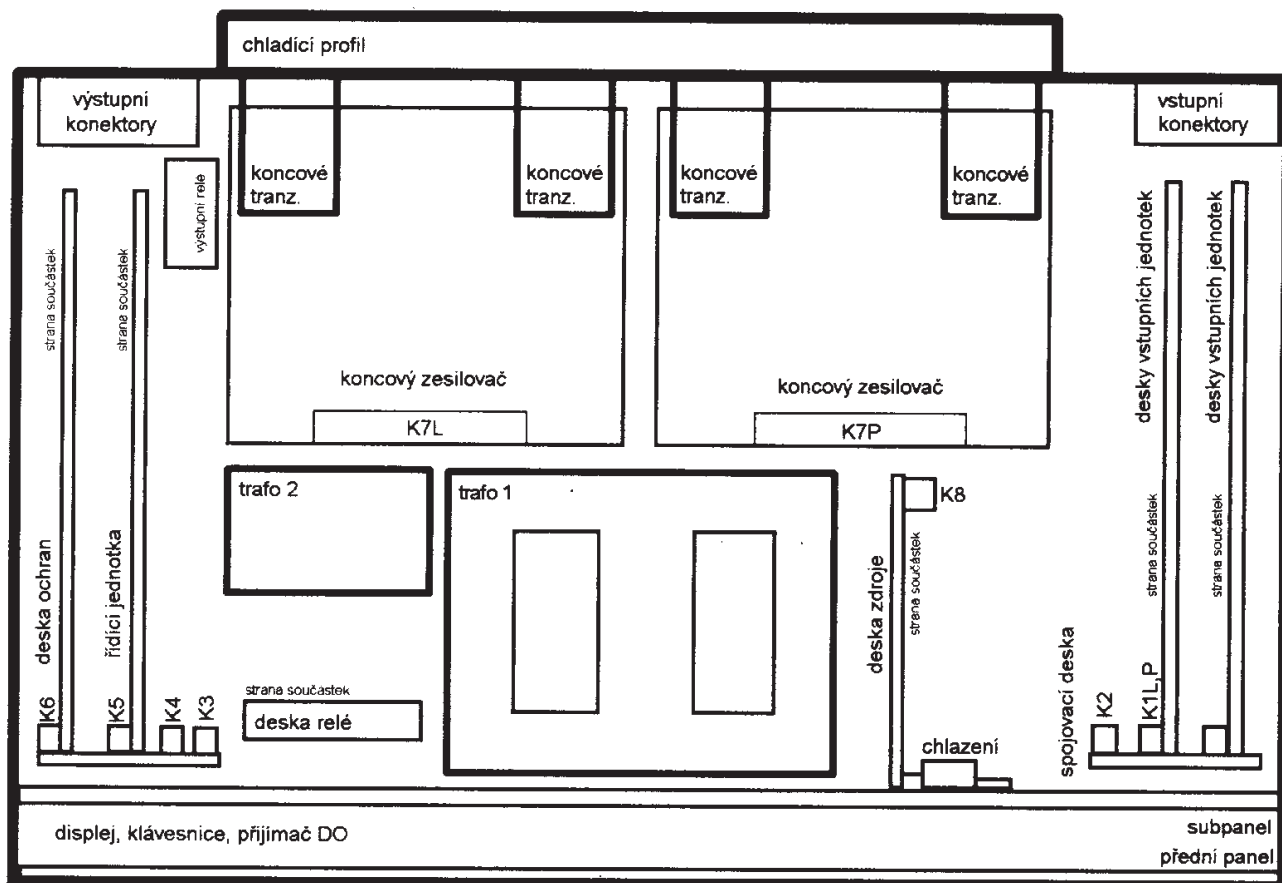 chladící profil
výstupní
konektory
vstupní
konektory
výstupní rele
koncové
tranz.
koncové
tranz.
koncové
tranz.
koncové
tranz.
strana součástek
strana součástek
desky vstupních jednotek
desky vstupních jednotek
koncový zesilovač
K7L
koncový zesilovač
K7P
trafo 2
trafo 1
K8
deska ochran
řídící jednotka
deska zdroje
strana součástek
strana součástek
strana součástek
spojovací deska
K6
K5
K4
K3
strana součástek
deska relé
K2
K1L,P
chlazení
displej, klávesnice, přijimač DO
subpanel
přední panel